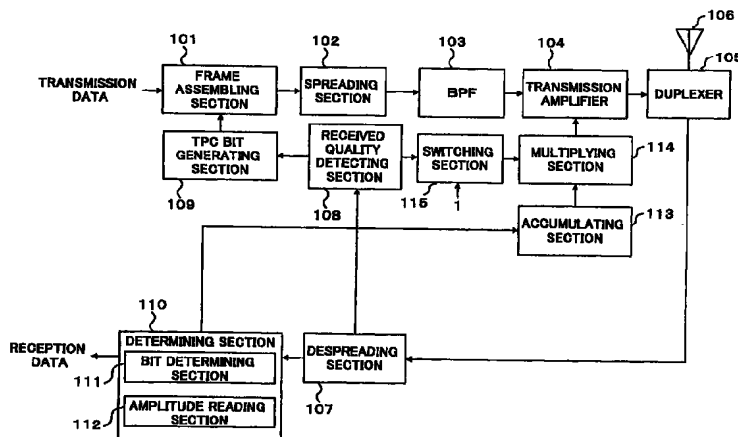 106
101
102
103
104
105
TRANSMISSION
DATA
FRAME
ASSEMBLING
SECTION
SPREADING
SECTION
BPF
TRANSMISSION
AMPLIFIER
DUPLEXER
TPC BIT
GENERATING
SECTION
RECEIVED
QUALITY
DETECTING
SECTION
SWITCHING
SECTION
MULTIPLYING
SECTION
114
109
108
115
1
ACCUMULATING
SECTION
113
110
RECEPTION
DATA
DETERMINING SECTION
111
BIT DETERMINING
SECTION
112
AMPLITUDE READING
SECTION
DESPREADING
SECTION
107